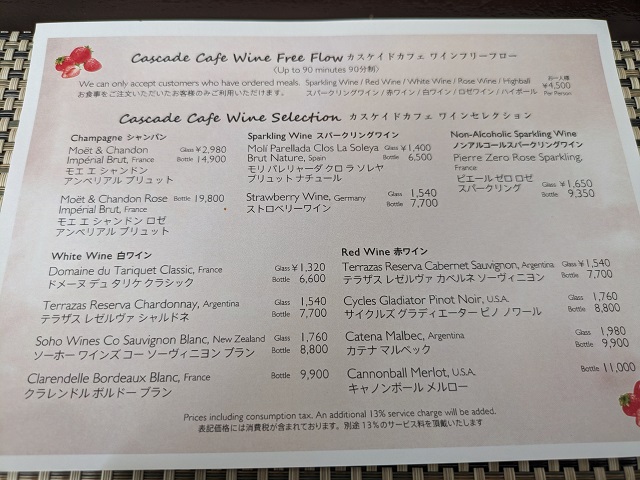 Cascade Cafe Wine Free Flow カスケイドカフェ ワインフリーフロー
(Up to 90 minutes 90分制)
We can only accept customers who have ordered meals. Sparkling Wine / Red Wine / White Wine / Rose Wine / Highball お一人様 ¥4,500 Per Person
お食事をご注文いただいたお客様のみご利用いただけます。 スパークリングワイン / 赤ワイン / 白ワイン / ロゼワイン / ハイボール
Cascade Cafe Wine Selection カスケイドカフェ ワインセレクション
Champagne シャンパン
Moët & Chandon Glass ¥2,980
Impérial Brut, France Bottle 14,900
モエ エ シャンドン
アンペリアル ブリュット
Moët & Chandon Rose Bottle 19,800
Impérial Brut, France
モエ エ シャンドン ロゼ
アンペリアル ブリュット
Sparkling Wine スパークリングワイン
Molí Parellada Clos La Soleya Glass ¥1,400
Brut Nature, Spain Bottle 6,500
モリ パレリャーダ クロ ラ ソレヤ
ブリュット ナチュール
Strawberry Wine, Germany Glass 1,540
ストロベリーワイン Bottle 7,700
Non-Alcoholic Sparkling Wine
ノンアルコールスパークリングワイン
Pierre Zero Rose Sparkling,
France
ピエール ゼロ ロゼ Glass ¥1,650
スパークリング Bottle 9,350
White Wine 白ワイン
Domaine du Tariquet Classic, France Glass ¥1,320
ドメーヌ デュ タリケ クラシック Bottle 6,600
Terrazas Reserva Chardonnay, Argentina Glass 1,540
テラザス レゼルヴァ シャルドネ Bottle 7,700
Soho Wines Co Sauvignon Blanc, New Zealand Glass 1,760
ソーホー ワインズ コー ソーヴィニヨン ブラン Bottle 8,800
Clarendelle Bordeaux Blanc, France Bottle 9,900
クラレンドル ボルドー ブラン
Red Wine 赤ワイン
Terrazas Reserva Cabernet Sauvignon, Argentina Glass ¥1,540
テラザス レゼルヴァ カベルネ ソーヴィニヨン Bottle 7,700
Cycles Gladiator Pinot Noir, U.S.A. Glass 1,760
サイクルズ グラディエーター ピノ ノワール Bottle 8,800
Catena Malbec, Argentina Glass 1,980
カテナ マルベック Bottle 9,900
Cannonball Merlot, U.S.A. Bottle 11,000
キャノンボール メルロー
Prices including consumption tax. An additional 13% service charge will be added.
表記価格には消費税が含まれております。別途 13%のサービス料を頂戴いたします